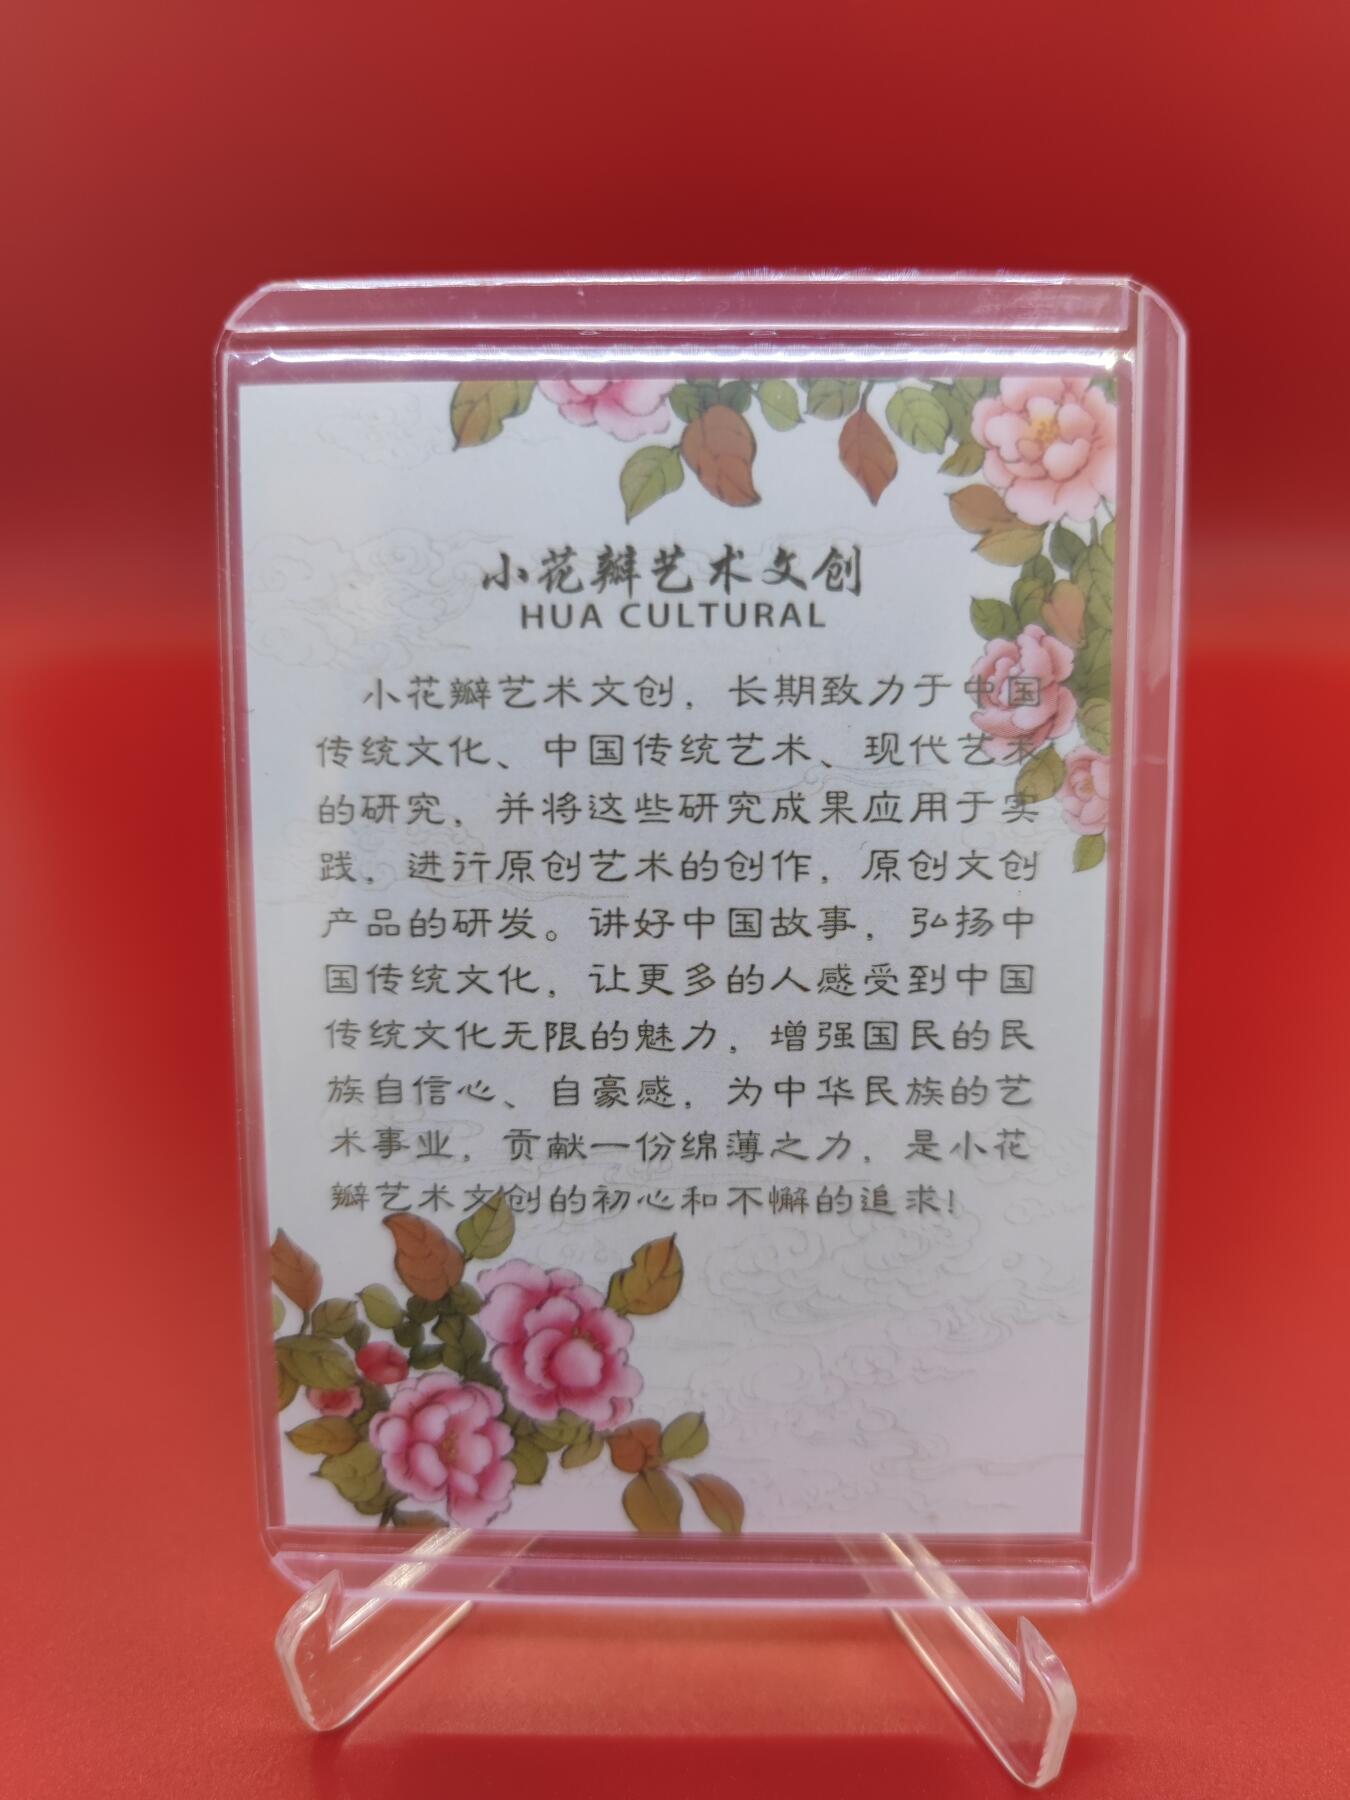 小花瓣艺术文创
HUA CULTURAL
小花瓣艺术文创，长期致力于中国
传统文化、中国传统艺术、现代艺术
的研究，并将这些研究成果应用于实
践，进行原创艺术的创作，原创文创
产品的研发。讲好中国故事，弘扬中
国传统文化，让更多的人感受到中国
传统文化无限的魅力，增强国民的民
族自信心、自豪感，为中华民族的艺
术事业，贡献一份绵薄之力，是小花
瓣艺术文创的初心和不懈的追求！